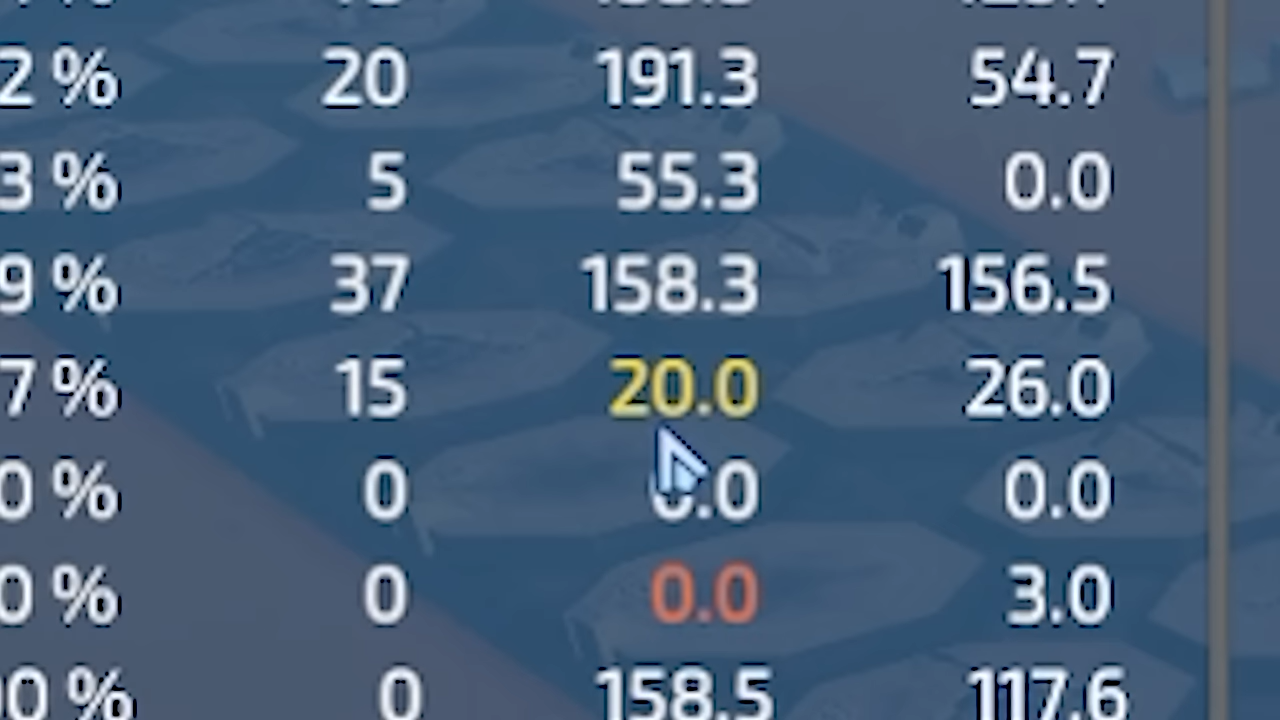 2 % 20 191.3 54.7
3 % 5 55.3 0.0
9 % 37 158.3 156.5
7 % 15 20.0 26.0
0 % 0 0.0 0.0
0 % 0 0.0 3.0
00 % 0 158.5 117.6